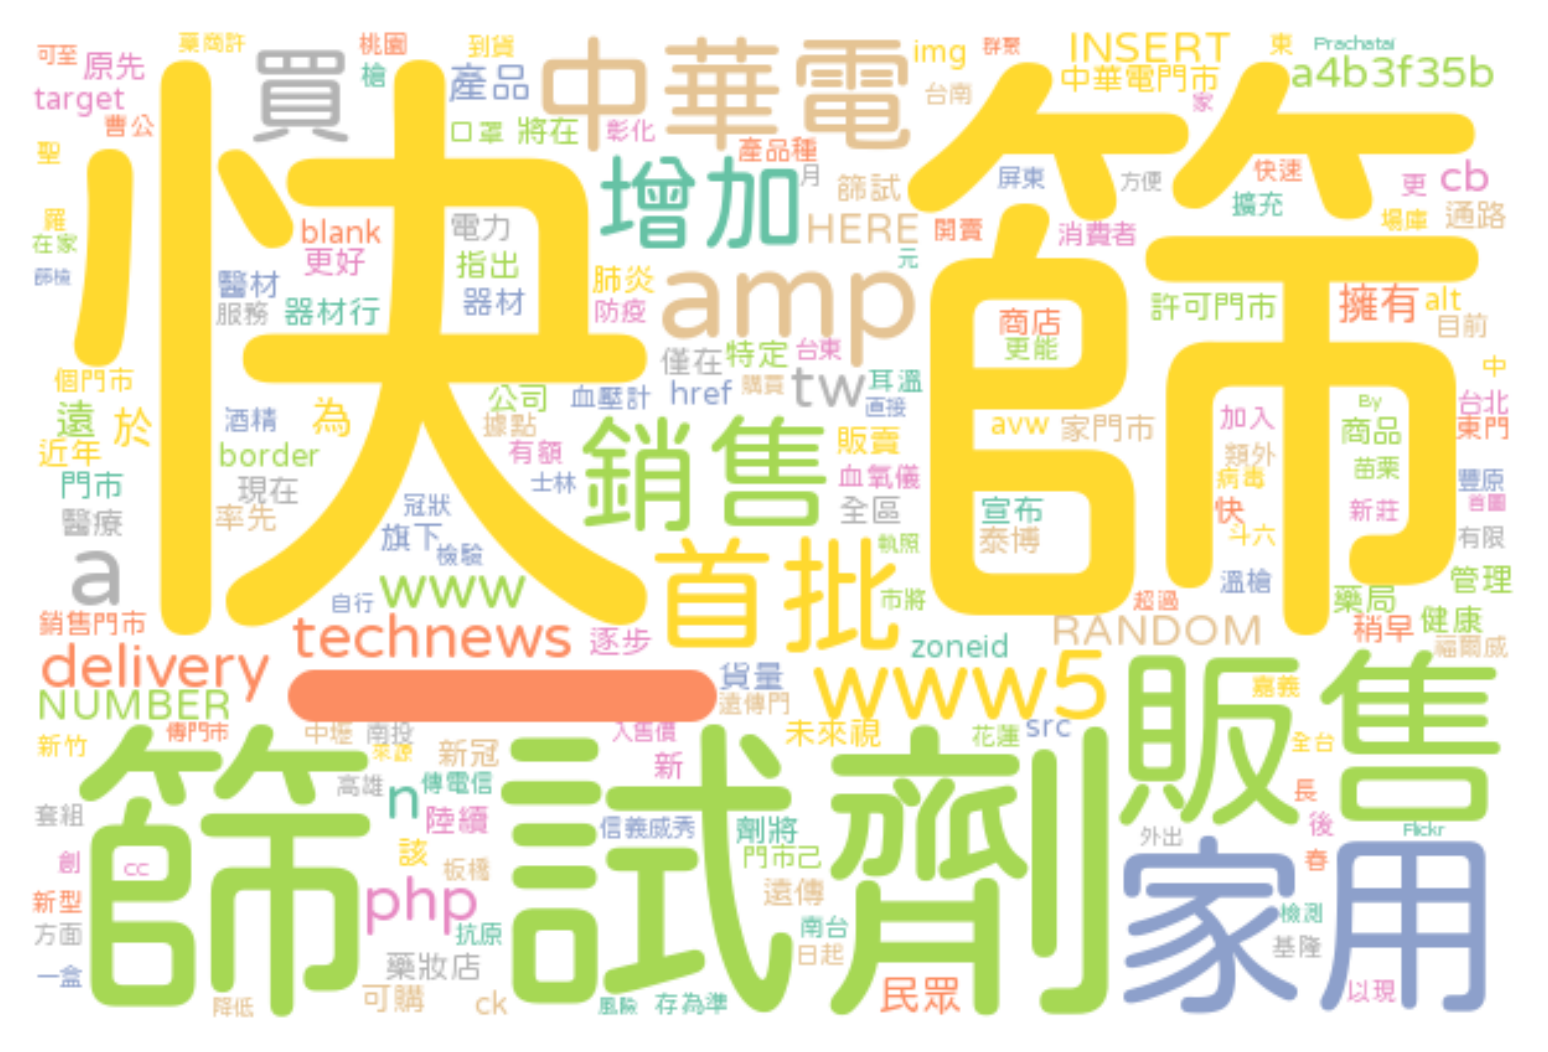 可至
藥商許
桃園
到貨
中華電
img
群聚
INSERT
東
Prachatai
原先
買
槍
產品
中華電門市
a4b3f35b
target
台南
家
曹公
口罩
將在
彰化
產品種
聖
增加
月
篩試
屏東
方便
快速
更
cb
擴充
羅
快篩
blank
電力
HERE
開賣
消費者
場庫
通路
在家
更好
指出
元
醫材
肺炎
amp
服務
器材行
器材
防疫
商店
許可門市
擁有
alt
更能
目前
僅在
特定
台東
個門市
公司
血壓計
href
購買
tw
耳溫
直接
中
遠
於
酒精
為
據點
avw
家門市
加入
By
台北
商品
東門
近年
border
有額
銷售
販賣
類外
門市
現在
士林
血氧儀
病毒
苗栗
豐原
醫療
率先
冠狀
全區
宣布
快
新莊
首圖
旗下
檢驗
泰博
斗六
有限
a
首批
執照
www
溫槍
管理
自行
市將
超過
藥局
銷售門市
technews
逐步
RANDOM
稍早
健康
zoneid
福爾威
delivery
貨量
www5
販售
NUMBER
遠傳門
嘉義
新竹
傳門市
中壢
南投
入售價
未來視
花蓮
src
全台
來源
新冠
新
高雄
n
傳電信
長
套組
陸續
信義威秀
劑將
後
Flickr
篩試劑
外出
創
cc
該
板橋
門市己
春
家用
新型
php
遠傳
檢測
方面
抗原
南台
基隆
一盒
藥妝店
日起
降低
可購
ck
風險
存為準
民眾
以現